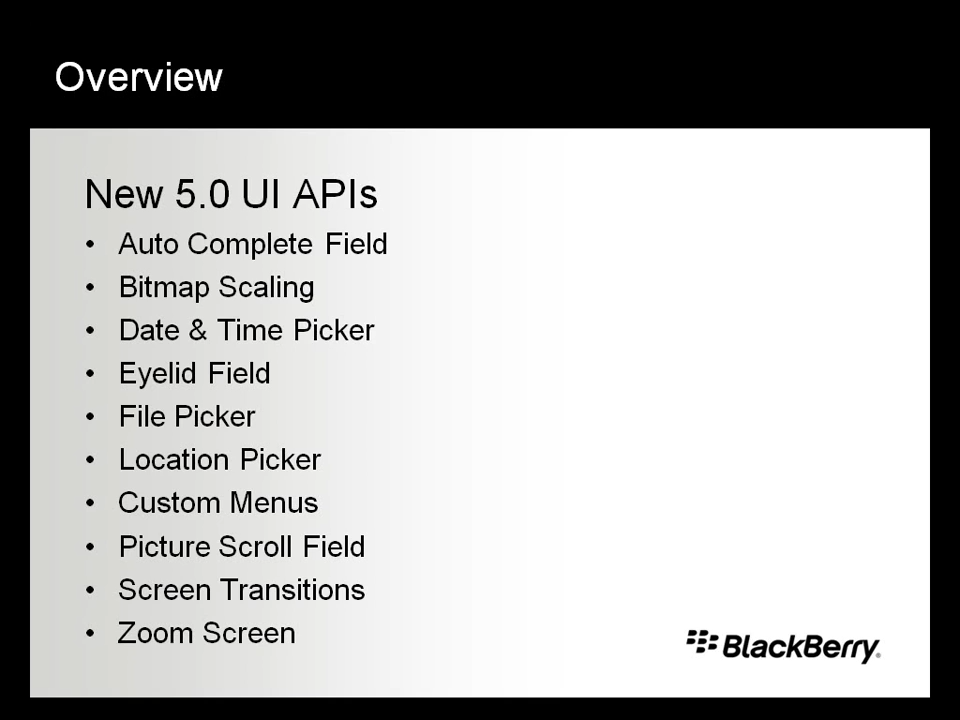 Overview
New 5.0 UI APIs
• Auto Complete Field
• Bitmap Scaling
• Date & Time Picker
• Eyelid Field
• File Picker
• Location Picker
• Custom Menus
• Picture Scroll Field
• Screen Transitions
• Zoom Screen
BlackBerry